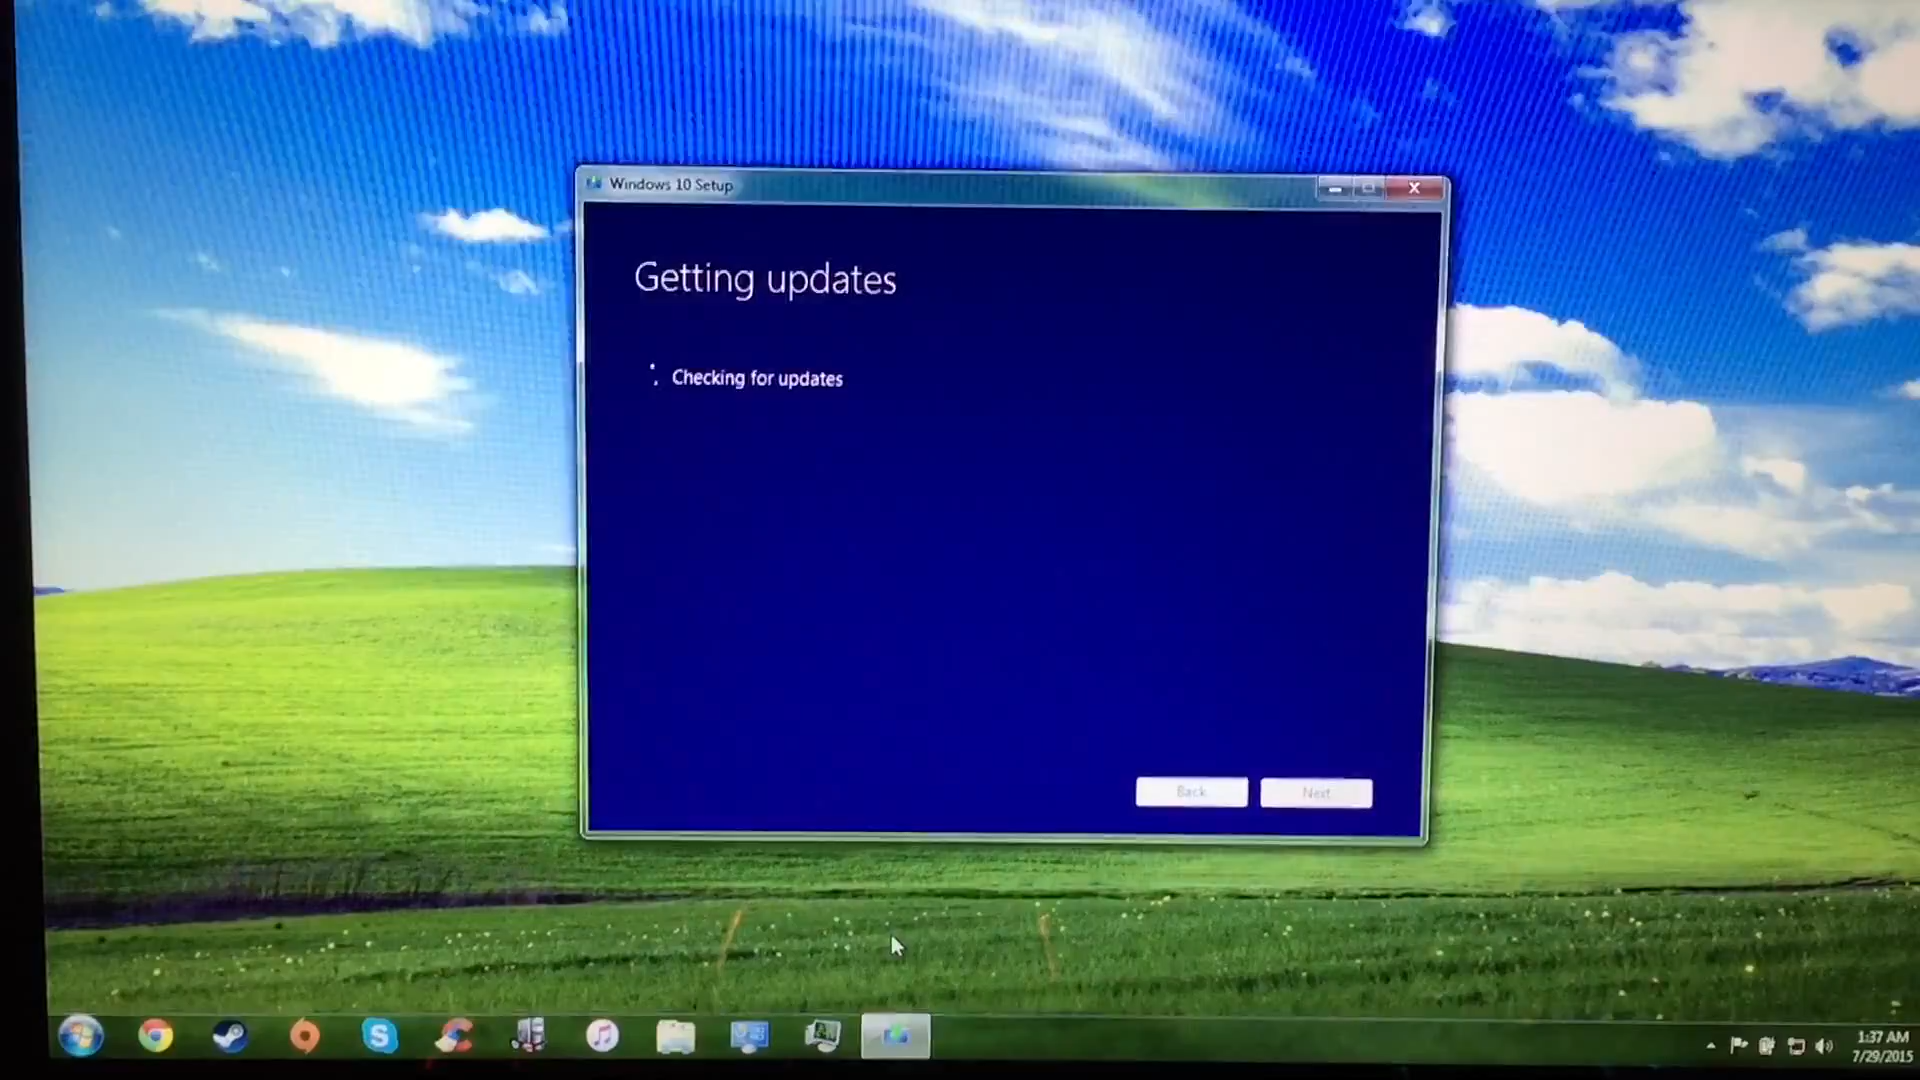 Windows 10 Setup
Getting updates
Checking for updates
Back
Next
1:37 AM
7/29/2015